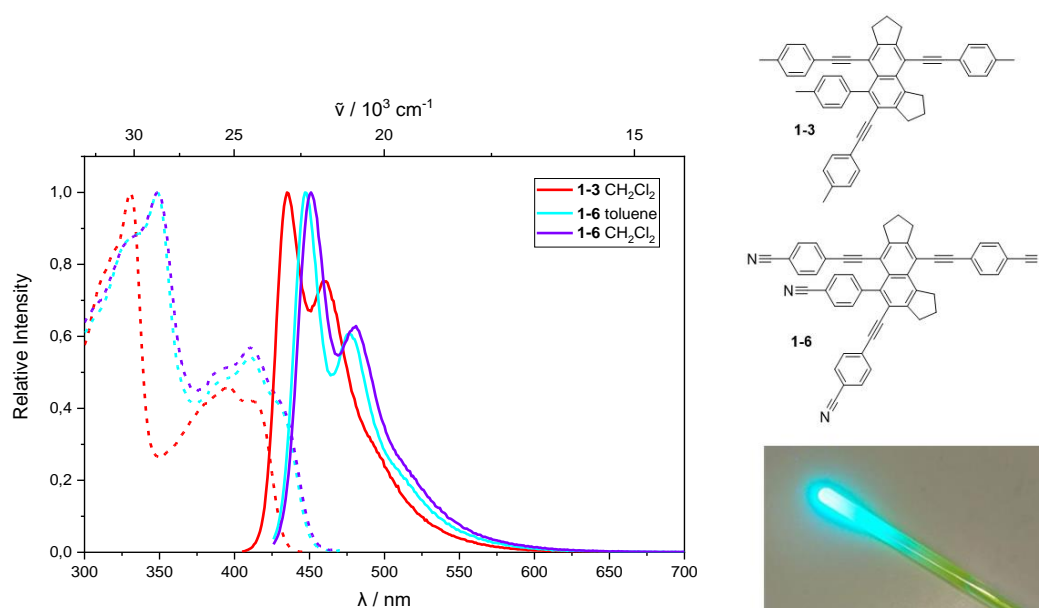 ṽ / 10³ cm⁻¹
30 25 20 15
1,0
0,8
0,6
0,4
0,2
0,0
Relative Intensity
1-3 CH₂Cl₂
1-6 toluene
1-6 CH₂Cl₂
300 350 400 450 500 550 600 650 700
λ / nm
1-3
N
N
1-6
N